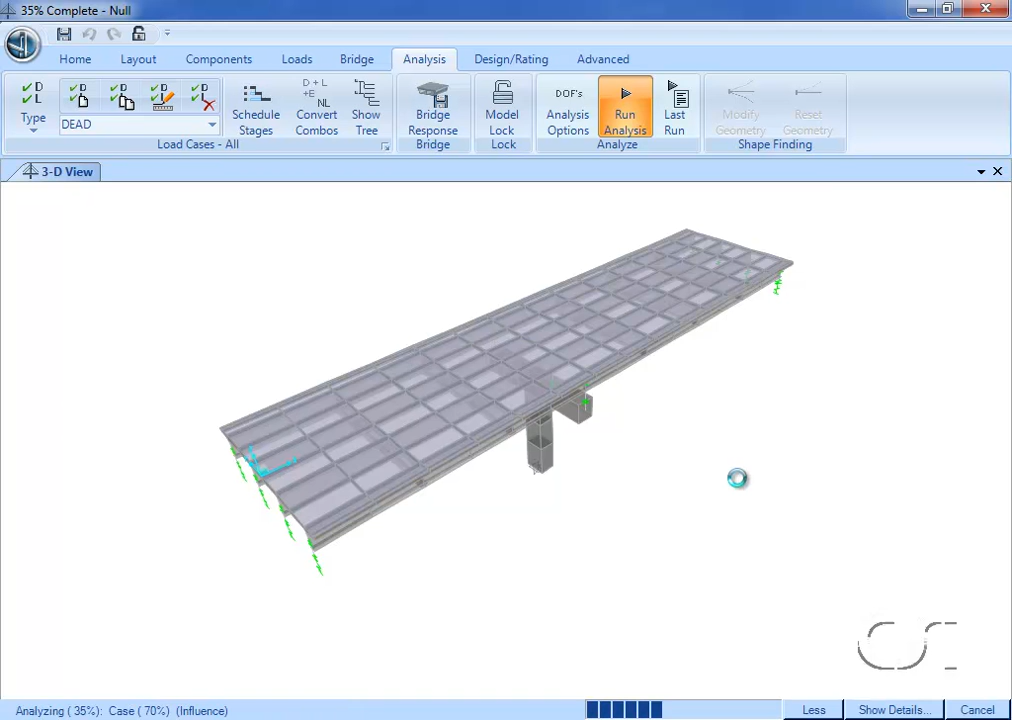 35% Complete - Null
Home Layout Components Loads Bridge Analysis Design/Rating Advanced
D
L
Type
D
L
D
L
D
L
D
L
DEAD
Schedule
Stages
D + L
+E
NL
Convert
Combos
Show
Tree
Bridge
Response
Model
Lock
DOF's
Analysis
Options
Run
Analysis
Last
Run
Modify
Geometry
Reset
Geometry
Load Cases - All Bridge Lock Analyze Shape Finding
3-D View
CSI
Analyzing ( 35%): Case ( 70%) (Influence) Less Show Details... Cancel